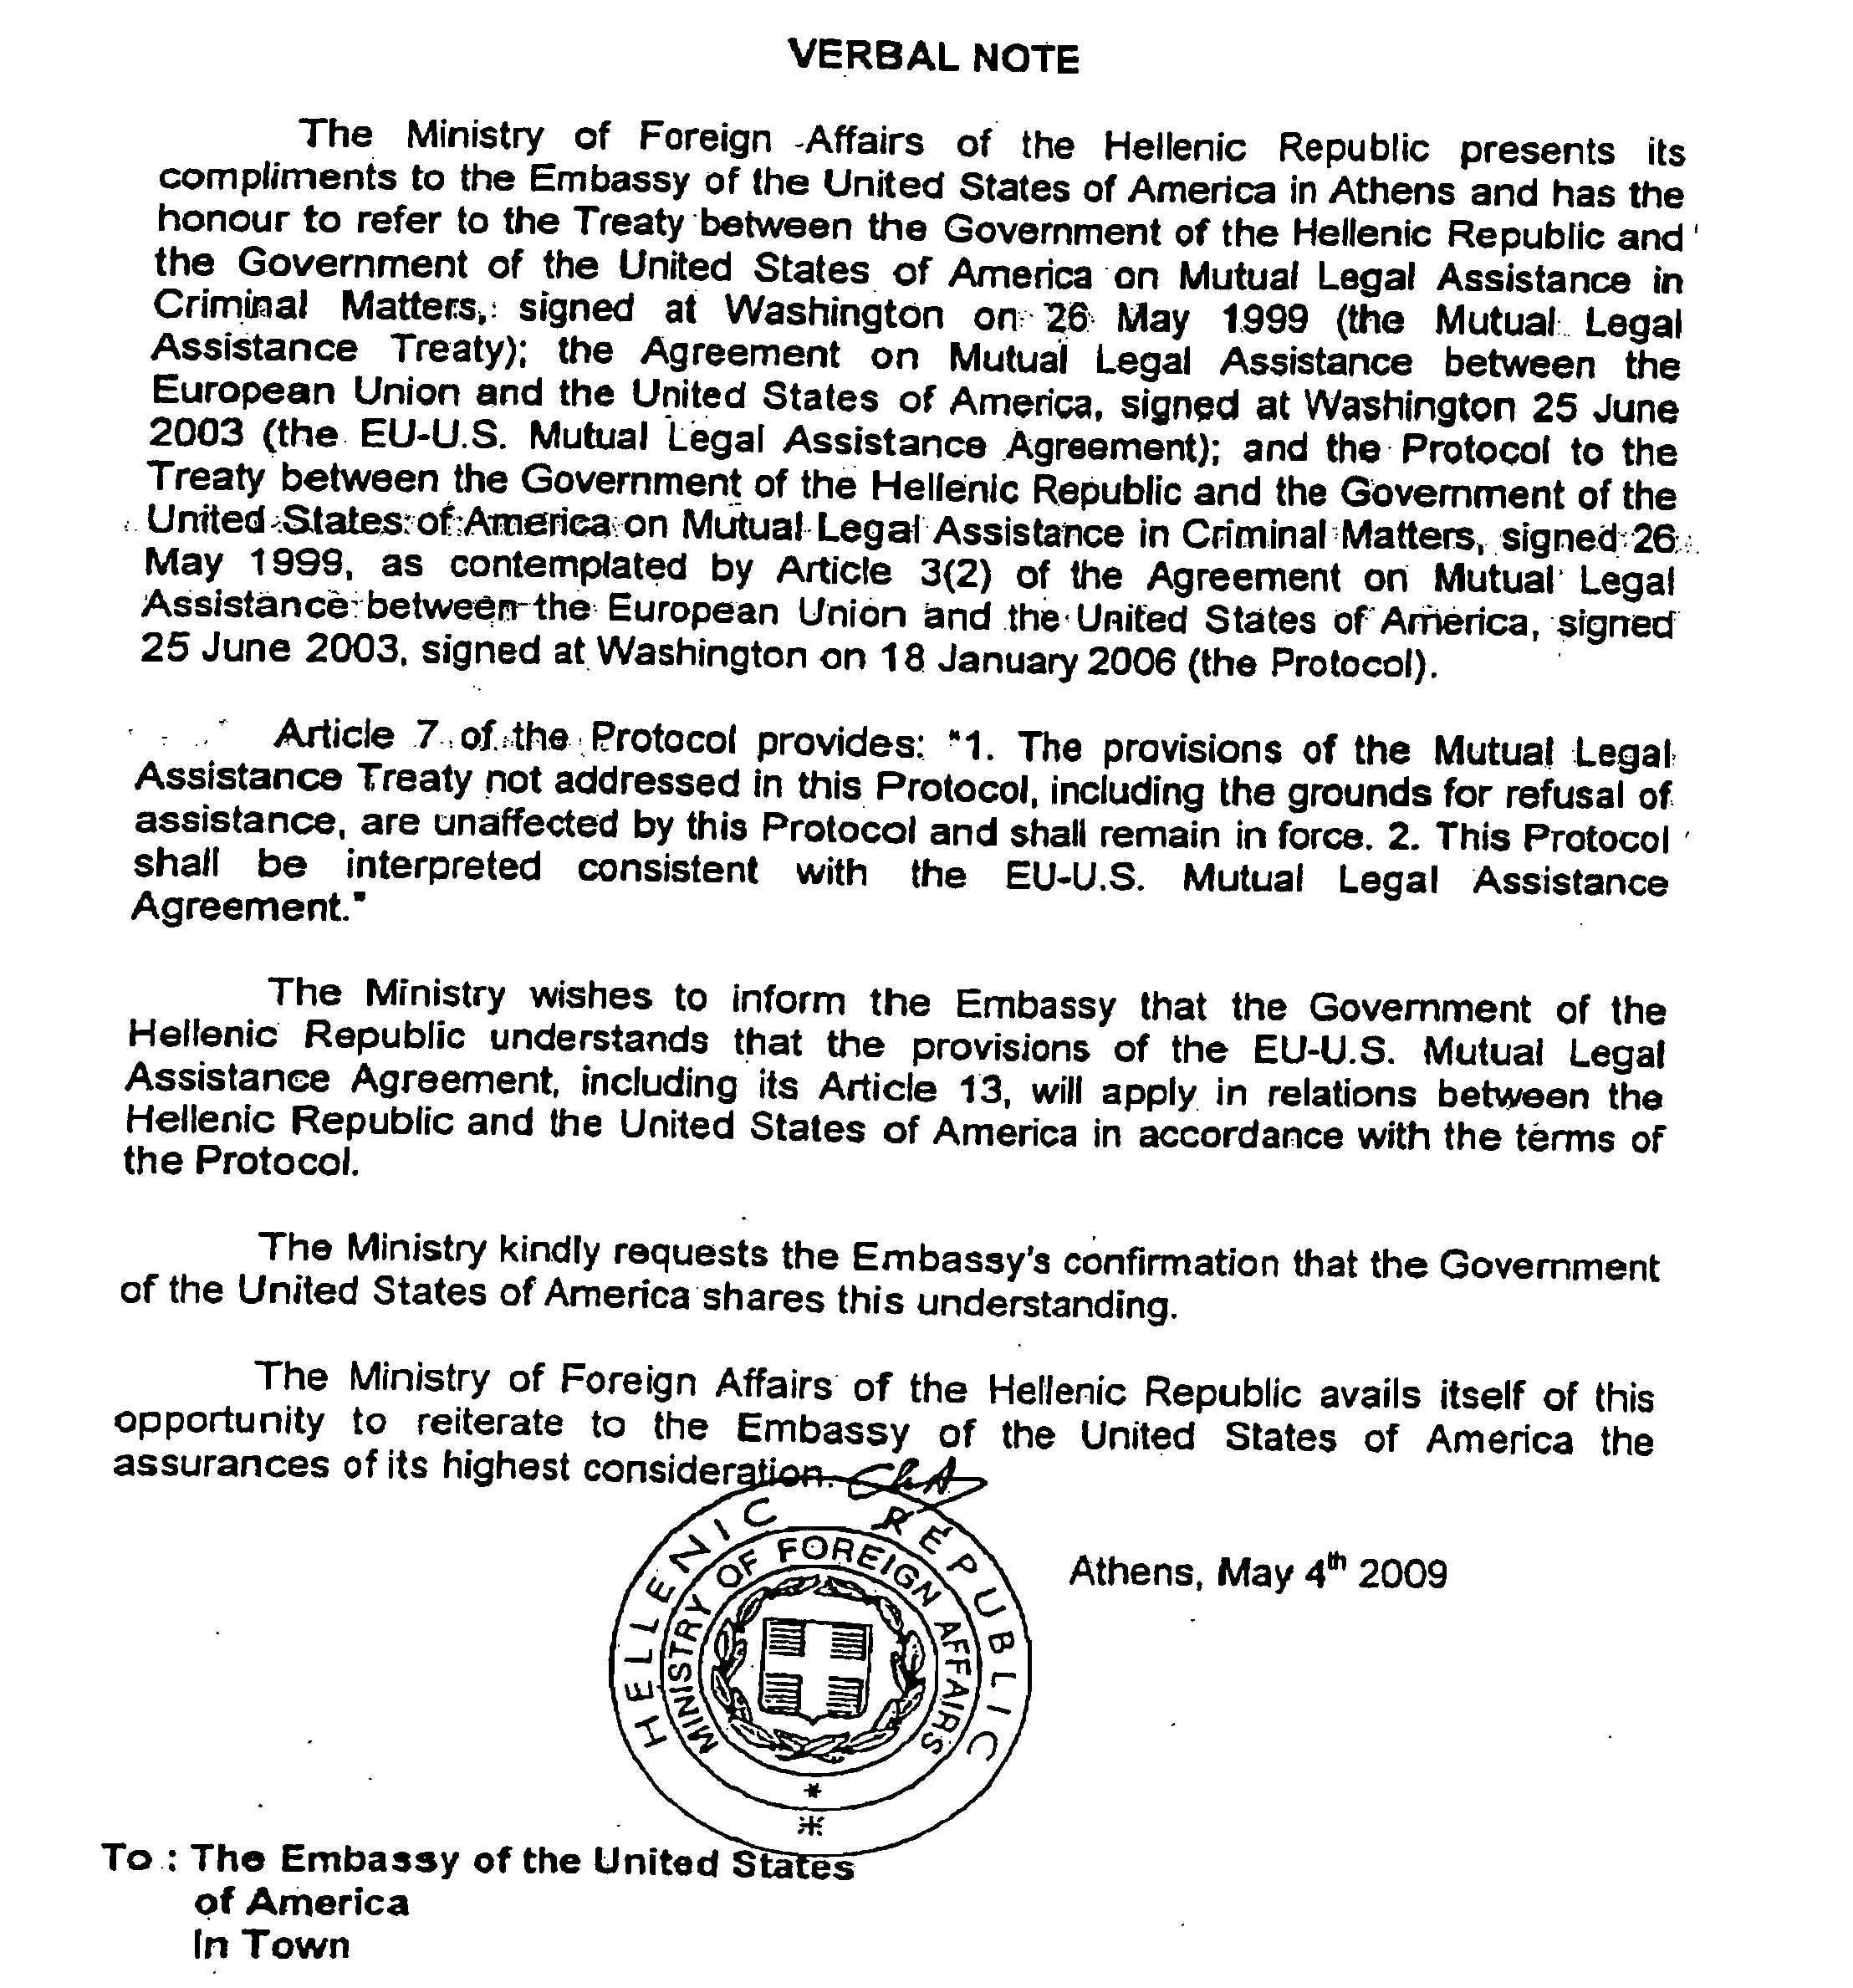 VERBAL NOTE
The Ministry of Foreign Affairs of the Hellenic Republic presents its
compliments to the Embassy of the United States of America in Athens and has the
honour to refer to the Treaty between the Government of the Hellenic Republic and
the Government of the United States of America on Mutual Legal Assistance in
Criminal Matters, signed at Washington on 26 May 1999 (the Mutual Legal
Assistance Treaty); the Agreement on Mutual Legal Assistance between the
European Union and the United States of America, signed at Washington 25 June
2003 (the EU-U.S. Mutual Legal Assistance Agreement); and the Protocol to the
Treaty between the Government of the Hellenic Republic and the Government of the
United States of America on Mutual Legal Assistance in Criminal Matters, signed 26
May 1999, as contemplated by Article 3(2) of the Agreement on Mutual Legal
Assistance between the European Union and the United States of America, signed
25 June 2003, signed at Washington on 18 January 2006 (the Protocol).
Article 7 of the Protocol provides: "1. The provisions of the Mutual Legal
Assistance Treaty not addressed in this Protocol, including the grounds for refusal of
assistance, are unaffected by this Protocol and shall remain in force. 2. This Protocol
shall be interpreted consistent with the EU-U.S. Mutual Legal Assistance
Agreement."
The Ministry wishes to inform the Embassy that the Government of the
Hellenic Republic understands that the provisions of the EU-U.S. Mutual Legal
Assistance Agreement, including its Article 13, will apply in relations between the
Hellenic Republic and the United States of America in accordance with the terms of
the Protocol.
The Ministry kindly requests the Embassy's confirmation that the Government
of the United States of America shares this understanding.
The Ministry of Foreign Affairs of the Hellenic Republic avails itself of this
opportunity to reiterate to the Embassy of the United States of America the
assurances of its highest consideration.
HELLENIC REPUBLIC
MINISTRY OF FOREIGN AFFAIRS
Athens, May 4th 2009
To : The Embassy of the United States
of America
In Town